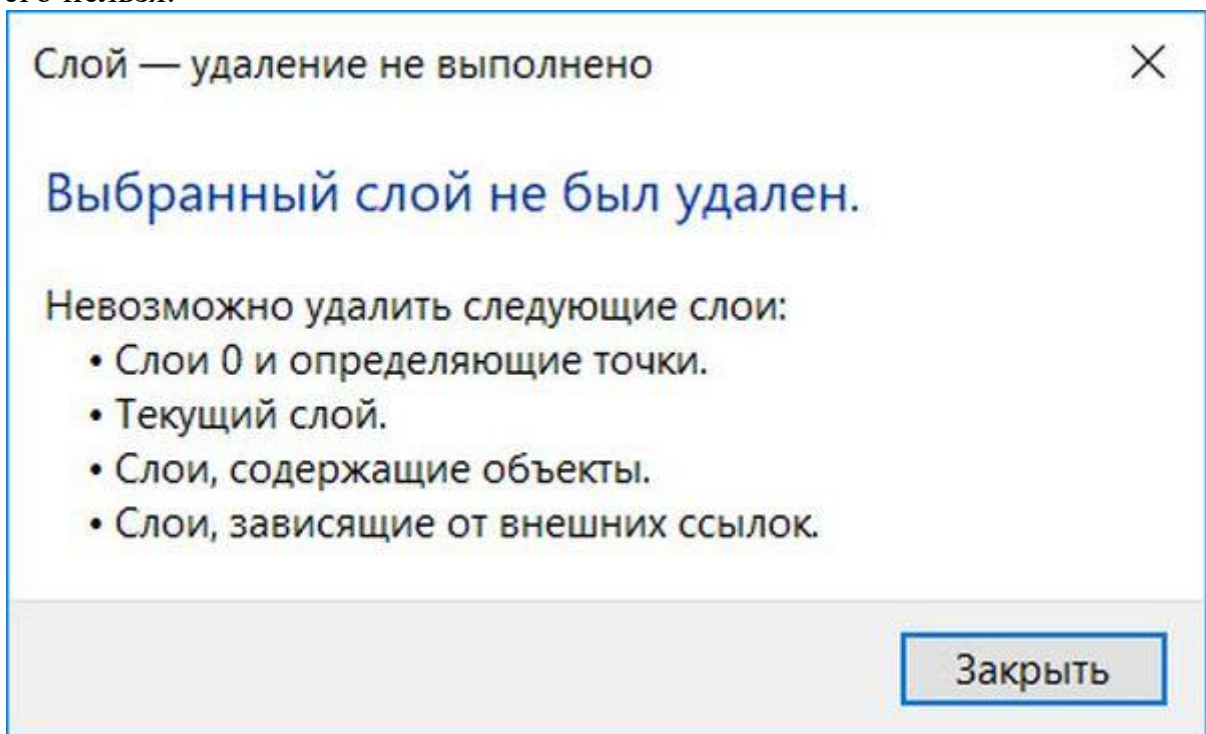 Слой — удаление не выполнено
Выбранный слой не был удален.
Невозможно удалить следующие слои:
• Слои 0 и определяющие точки.
• Текущий слой.
• Слои, содержащие объекты.
• Слои, зависящие от внешних ссылок.
Закрыть